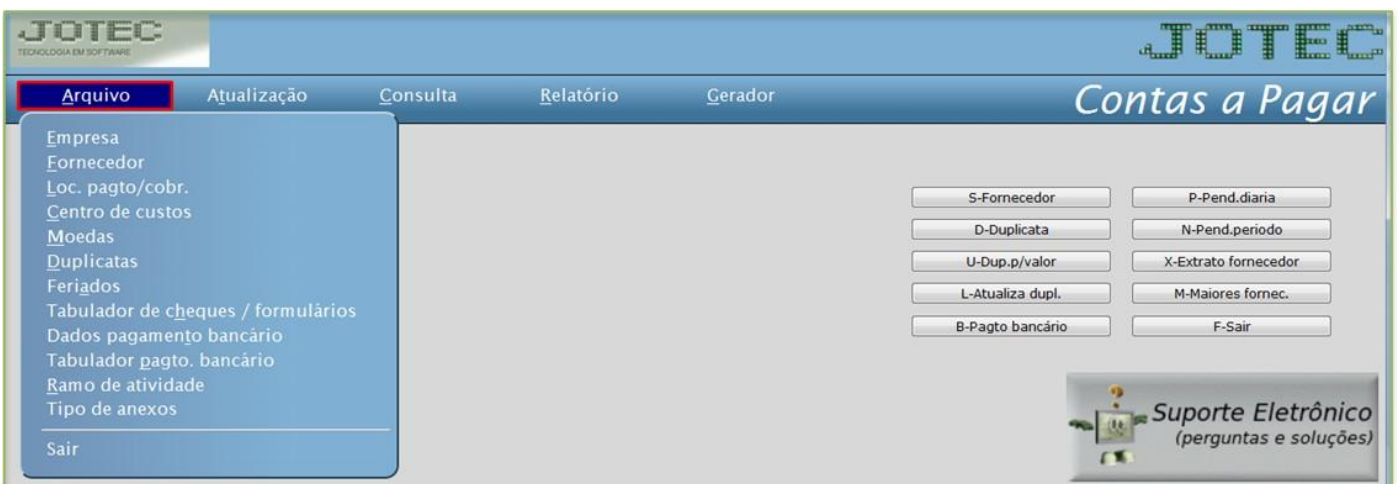 JOTEC
TECNOLOGIA EM SOFTWARE
JOTEC
Arquivo Atualização Consulta Relatório Gerador
Contas a Pagar
Empresa
Fornecedor
Loc. pagto/cobr.
Centro de custos
Moedas
Duplicatas
Feriados
Tabulador de cheques / formulários
Dados pagamento bancário
Tabulador pagto. bancário
Ramo de atividade
Tipo de anexos
Sair
S-Fornecedor P-Pend.diaria
D-Duplicata N-Pend.periodo
U-Dup.p/valor X-Extrato fornecedor
L-Atualiza dupl. M-Maiores fornec.
B-Pagto bancário F-Sair
Suporte Eletrônico
(perguntas e soluções)